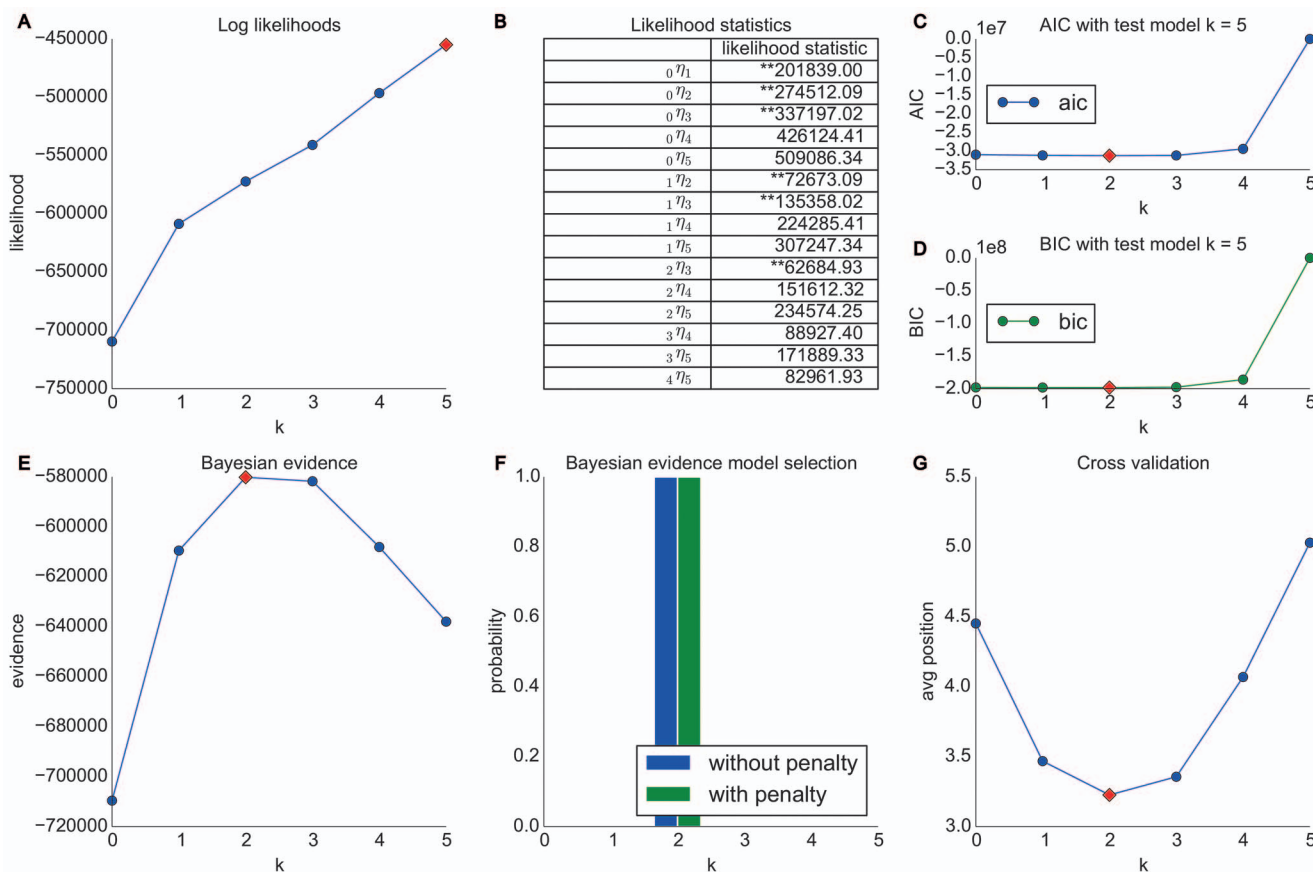 A
Log likelihoods
−450000
−500000
−550000
−600000
−650000
−700000
−750000
likelihood
0 1 2 3 4 5
k
B
Likelihood statistics
likelihood statistic
₀η₁ **201839.00
₀η₂ **274512.09
₀η₃ **337197.02
₀η₄ 426124.41
₀η₅ 509086.34
₁η₂ **72673.09
₁η₃ **135358.02
₁η₄ 224285.41
₁η₅ 307247.34
₂η₃ **62684.93
₂η₄ 151612.32
₂η₅ 234574.25
₃η₄ 88927.40
₃η₅ 171889.33
₄η₅ 82961.93
C
AIC with test model k = 5
1e7
0.0
−0.5
−1.0
−1.5
−2.0
−2.5
−3.0
−3.5
AIC
aic
0 1 2 3 4 5
k
D
BIC with test model k = 5
1e8
0.0
−0.5
−1.0
−1.5
−2.0
BIC
bic
0 1 2 3 4 5
k
E
Bayesian evidence
−580000
−600000
−620000
−640000
−660000
−680000
−700000
−720000
evidence
0 1 2 3 4 5
k
F
Bayesian evidence model selection
1.0
0.8
0.6
0.4
0.2
0.0
probability
without penalty
with penalty
0 1 2 3 4 5
k
G
Cross validation
5.5
5.0
4.5
4.0
3.5
3.0
avg position
0 1 2 3 4 5
k